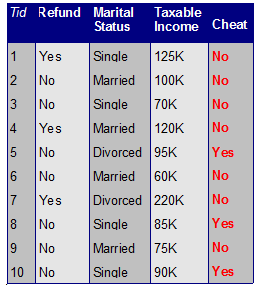 Tid Refund Marital Status Taxable Income Cheat
1 Yes Single 125K No
2 No Married 100K No
3 No Single 70K No
4 Yes Married 120K No
5 No Divorced 95K Yes
6 No Married 60K No
7 Yes Divorced 220K No
8 No Single 85K Yes
9 No Married 75K No
10 No Single 90K Yes